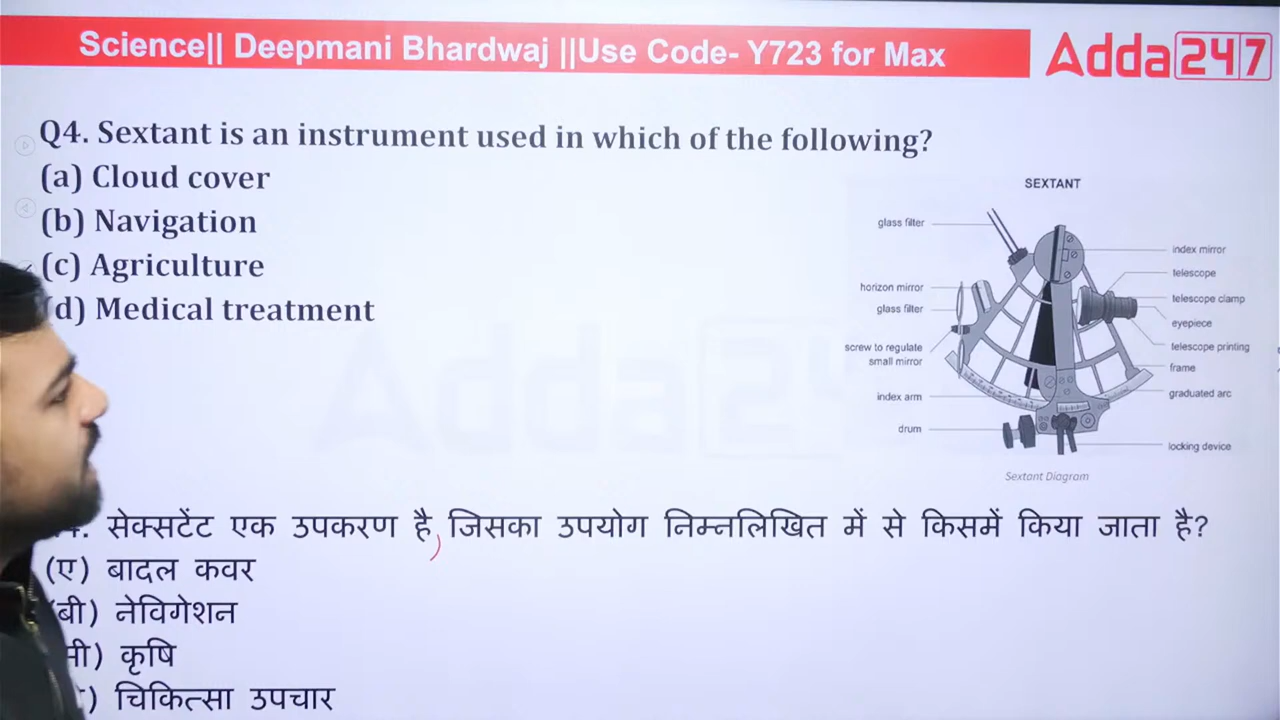 Science|| Deepmani Bhardwaj ||Use Code- Y723 for Max
Adda247
Q4. Sextant is an instrument used in which of the following?
(a) Cloud cover
(b) Navigation
(c) Agriculture
(d) Medical treatment
SEXTANT
glass filter
index mirror
telescope
horizon mirror
telescope clamp
glass filter
eyepiece
screw to regulate
small mirror
telescope printing
frame
index arm
graduated arc
drum
locking device
Sextant Diagram
Adda247
4. सेक्सटेंट एक उपकरण है, जिसका उपयोग निम्नलिखित में से किसमें किया जाता है?
(ए) बादल कवर
(बी) नेविगेशन
सी) कृषि
) चिकित्सा उपचार